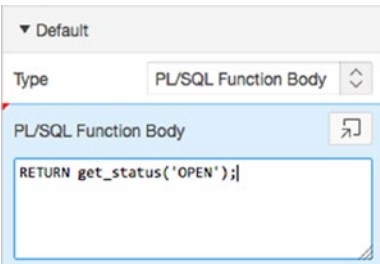 Default
Type PL/SQL Function Body
PL/SQL Function Body
RETURN get_status('OPEN');